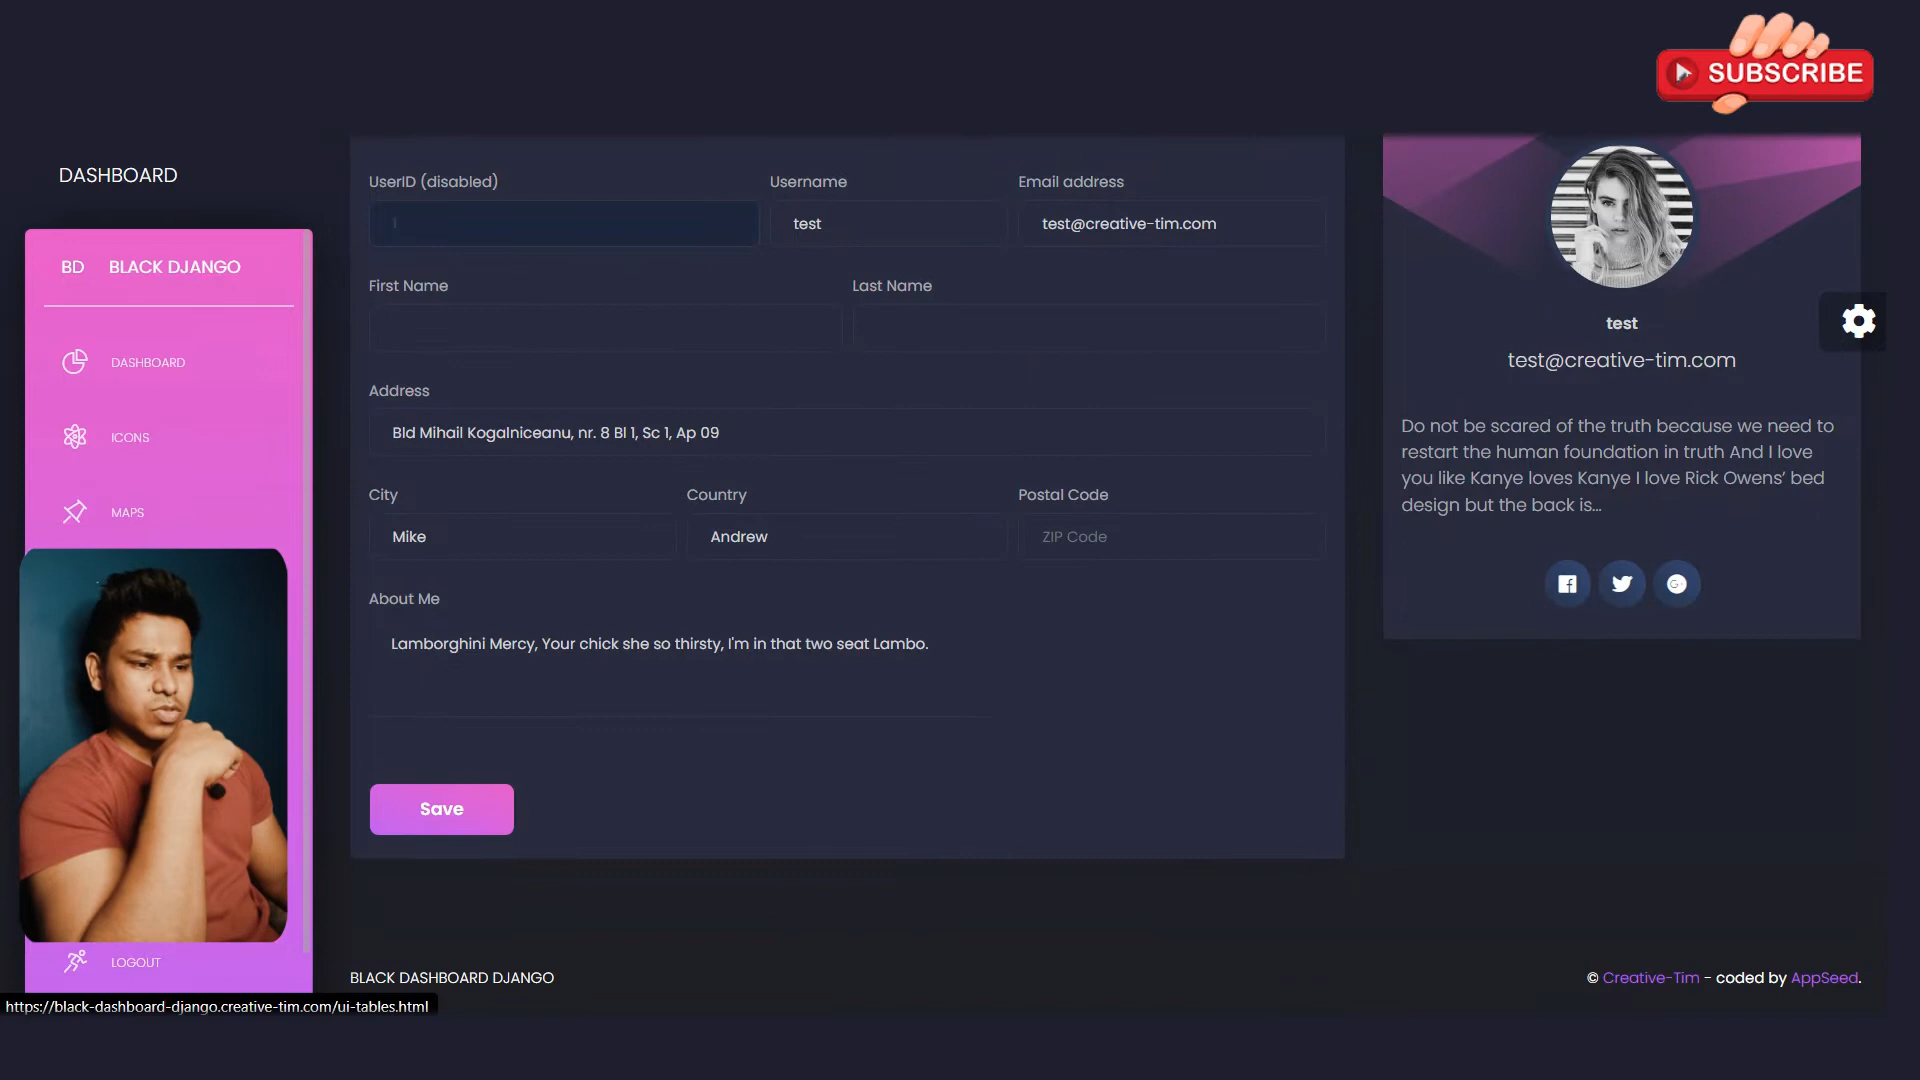 SUBSCRIBE
DASHBOARD
BD BLACK DJANGO
DASHBOARD
ICONS
MAPS
LOGOUT
UserID (disabled)
Username
Email address
test
test@creative-tim.com
First Name
Last Name
Address
Bld Mihail Kogalniceanu, nr. 8 Bl 1, Sc 1, Ap 09
City
Country
Postal Code
Mike
Andrew
ZIP Code
About Me
Lamborghini Mercy, Your chick she so thirsty, I'm in that two seat Lambo.
Save
test
test@creative-tim.com
Do not be scared of the truth because we need to
restart the human foundation in truth And I love
you like Kanye loves Kanye I love Rick Owens’ bed
design but the back is...
BLACK DASHBOARD DJANGO
© Creative-Tim - coded by AppSeed.
https://black-dashboard-django.creative-tim.com/ui-tables.html